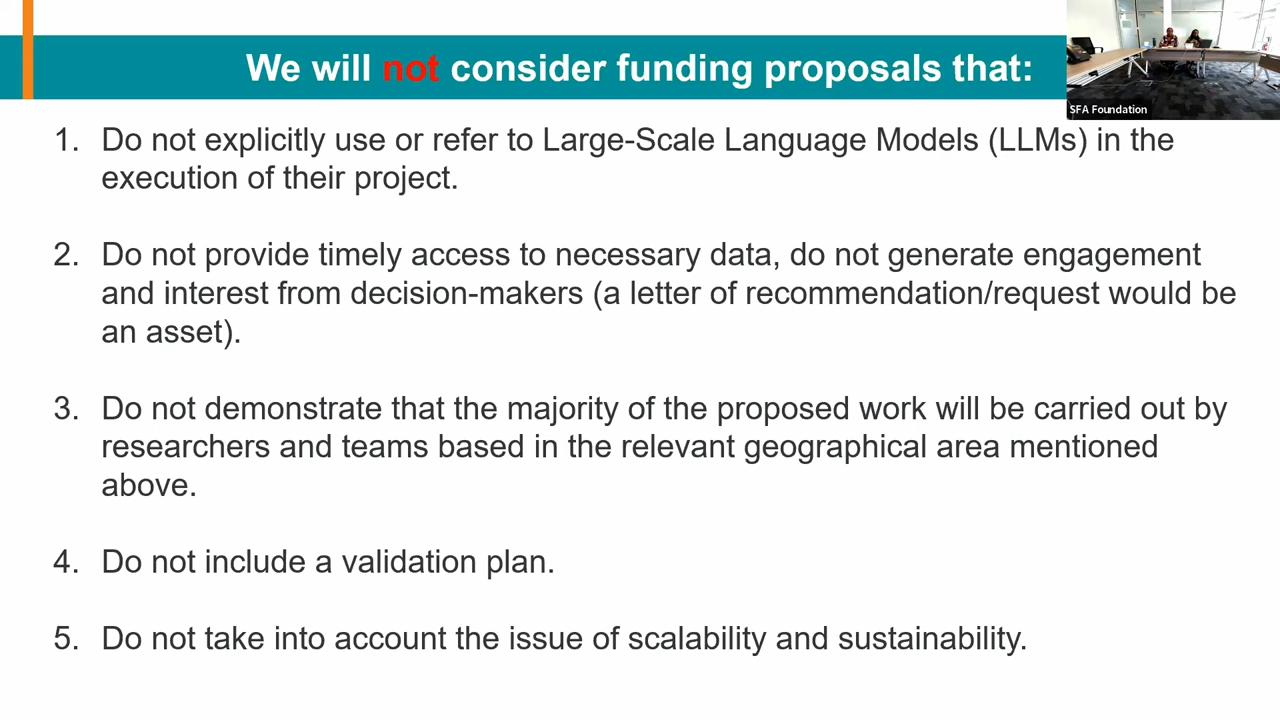 We will not consider funding proposals that:
SFA Foundation
1. Do not explicitly use or refer to Large-Scale Language Models (LLMs) in the
execution of their project.
2. Do not provide timely access to necessary data, do not generate engagement
and interest from decision-makers (a letter of recommendation/request would be
an asset).
3. Do not demonstrate that the majority of the proposed work will be carried out by
researchers and teams based in the relevant geographical area mentioned
above.
4. Do not include a validation plan.
5. Do not take into account the issue of scalability and sustainability.